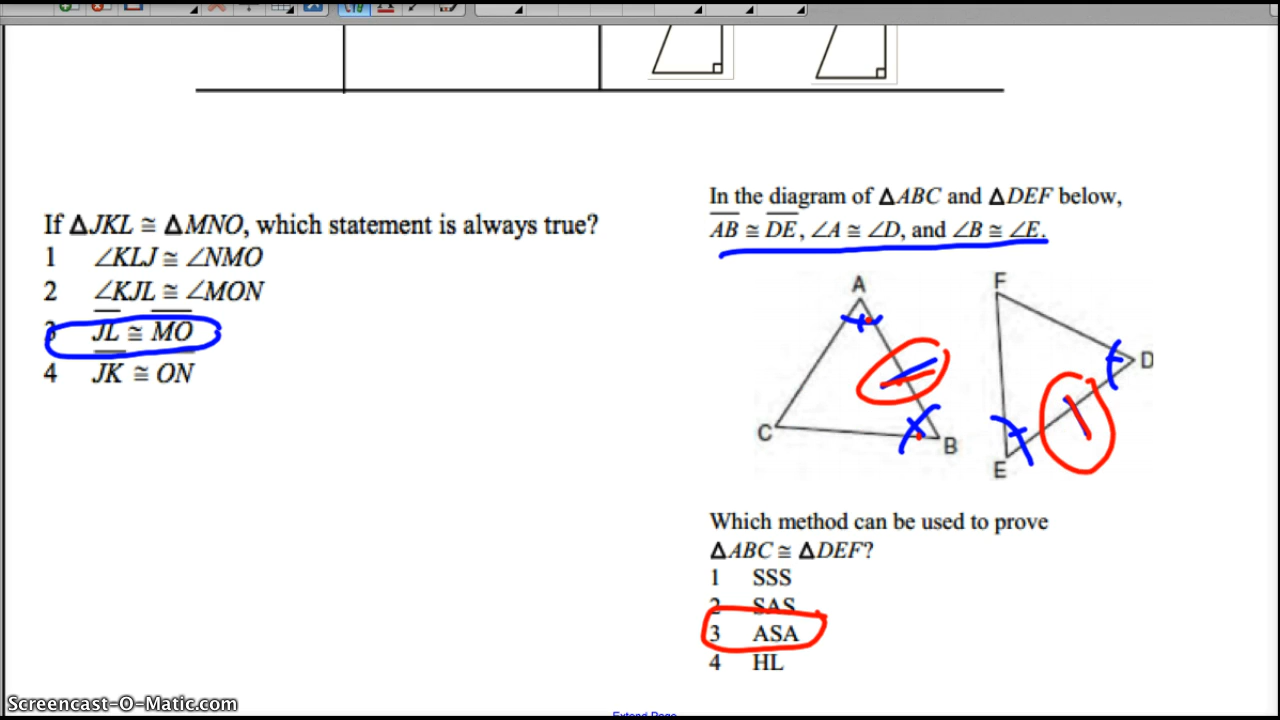 If ΔJKL ≅ ΔMNO, which statement is always true?
1 ∠KLJ ≅ ∠NMO
2 ∠KJL ≅ ∠MON
3 JL ≅ MO
4 JK ≅ ON
In the diagram of ΔABC and ΔDEF below,
AB ≅ DE, ∠A ≅ ∠D, and ∠B ≅ ∠E.
A
F
D
C
B
E
Which method can be used to prove
ΔABC ≅ ΔDEF?
1 SSS
2 SAS
3 ASA
4 HL
Screencast-O-Matic.com
Extend Page